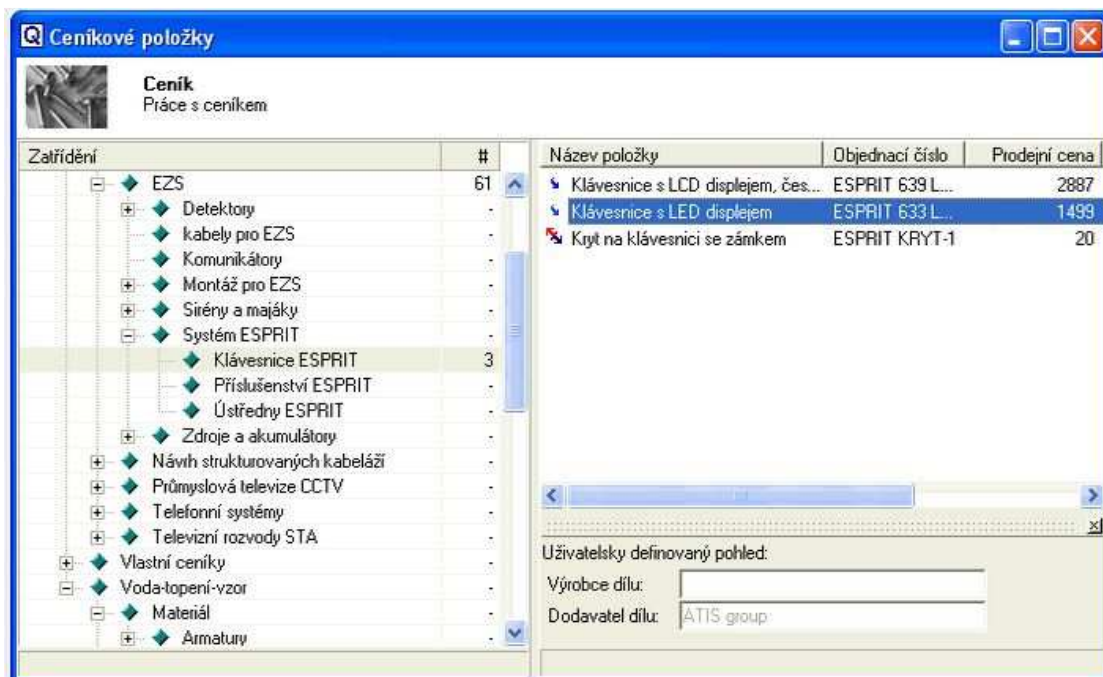 Ceníkové položky
Ceník
Práce s ceníkem
Zatřídění #
EZS 61
Detektory -
kabely pro EZS -
Komunikátory -
Montáž pro EZS -
Sirény a majáky -
Systém ESPRIT -
Klávesnice ESPRIT 3
Příslušenství ESPRIT -
Ústředny ESPRIT -
Zdroje a akumulátory -
Návrh strukturovaných kabeláží -
Průmyslová televize CCTV -
Telefonní systémy -
Televizní rozvody STA -
Vlastní ceníky -
Voda-topení-vzor -
Materiál -
Armatury -
Název položky Objednací číslo Prodejní cena
Klávesnice s LCD displejem, čes... ESPRIT 639 L... 2887
Klávesnice s LED displejem ESPRIT 633 L... 1499
Kryt na klávesnici se zámkem ESPRIT KRYT-1 20
Uživatelsky definovaný pohled:
Výrobce dílu:
Dodavatel dílu: ATIS group